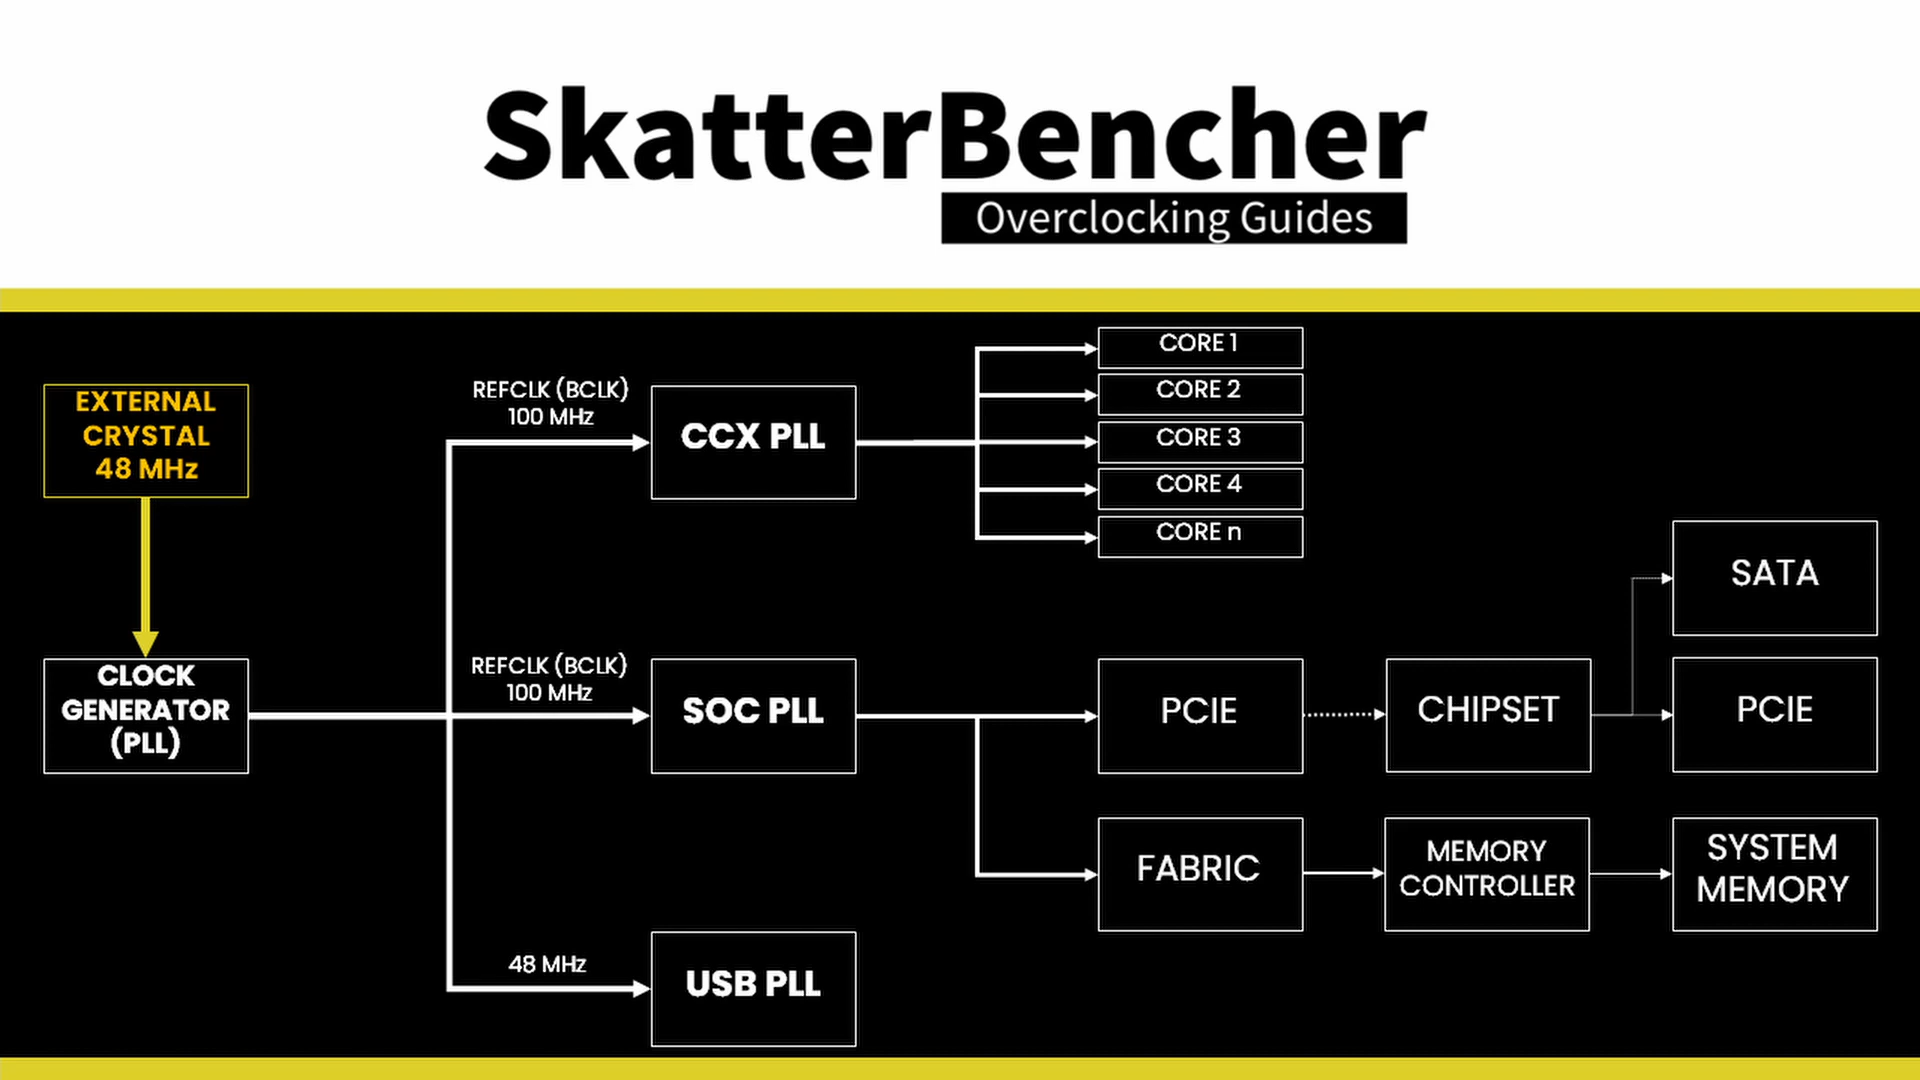 SkatterBencher
Overclocking Guides
EXTERNAL
CRYSTAL
48 MHz
CLOCK
GENERATOR
(PLL)
REFCLK (BCLK)
100 MHz
CCX PLL
CORE 1
CORE 2
CORE 3
CORE 4
CORE n
REFCLK (BCLK)
100 MHz
SOC PLL
PCIE
CHIPSET
SATA
PCIE
FABRIC
MEMORY
CONTROLLER
SYSTEM
MEMORY
48 MHz
USB PLL